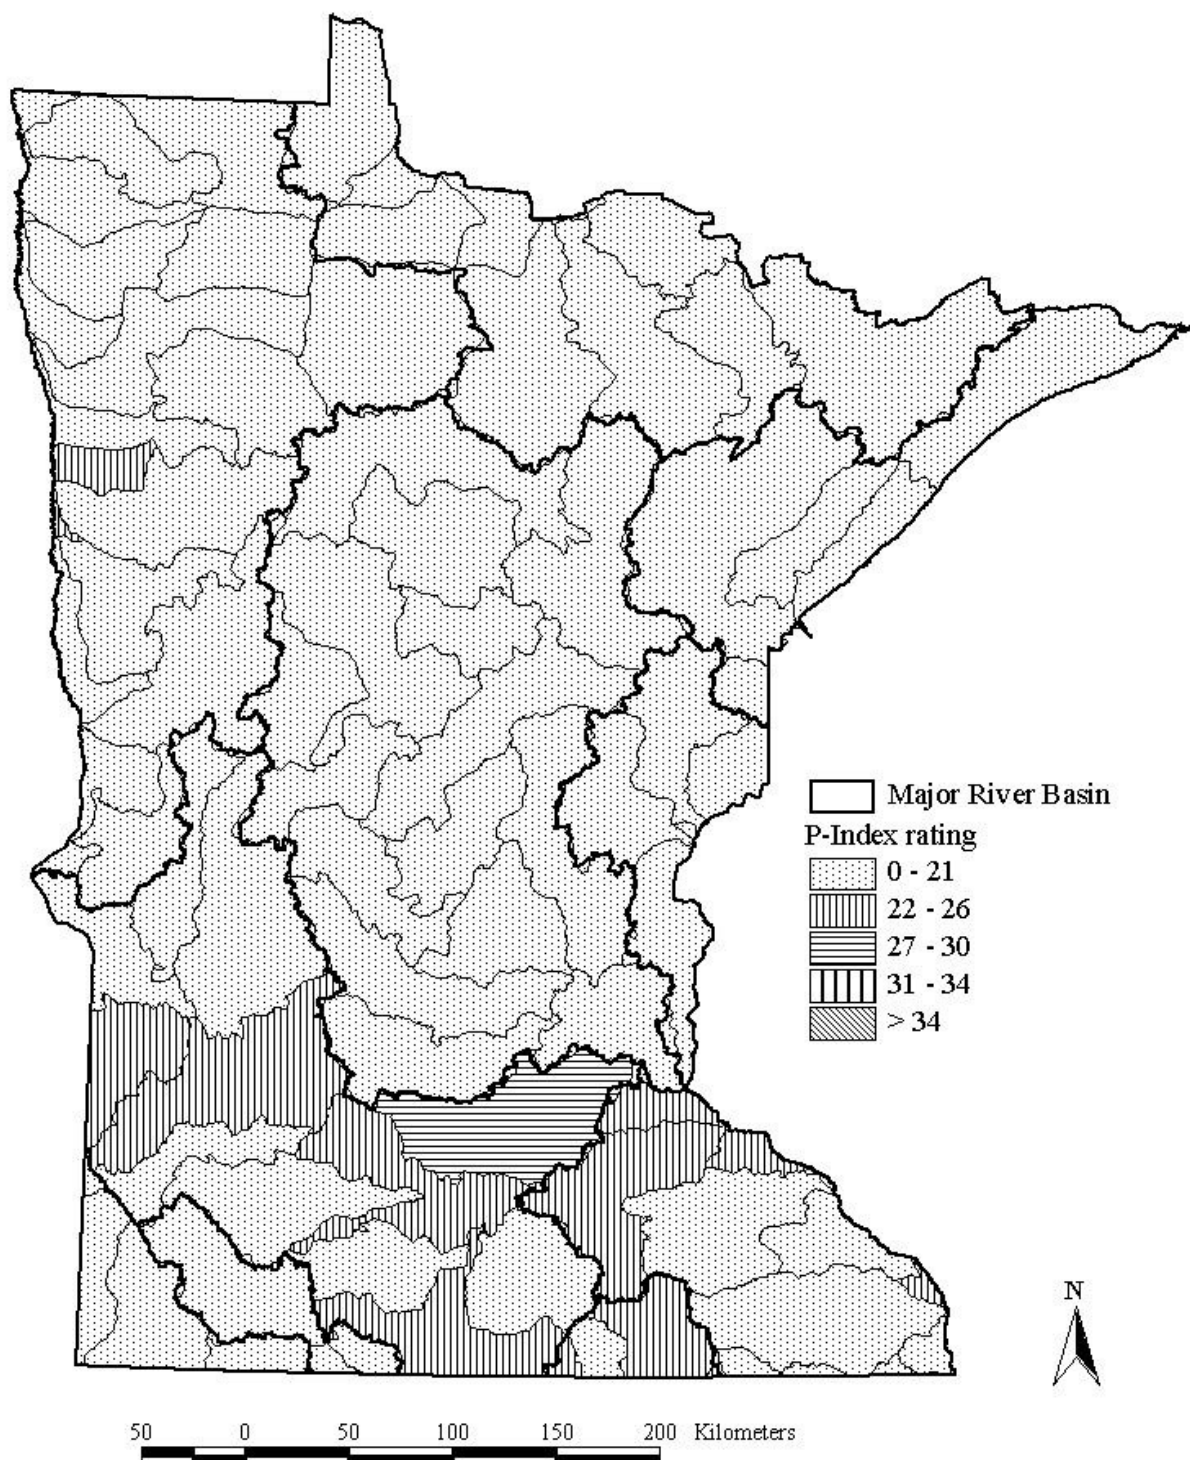 Major River Basin
P-Index rating
0 - 21
22 - 26
27 - 30
31 - 34
> 34
N
50 0 50 100 150 200 Kilometers